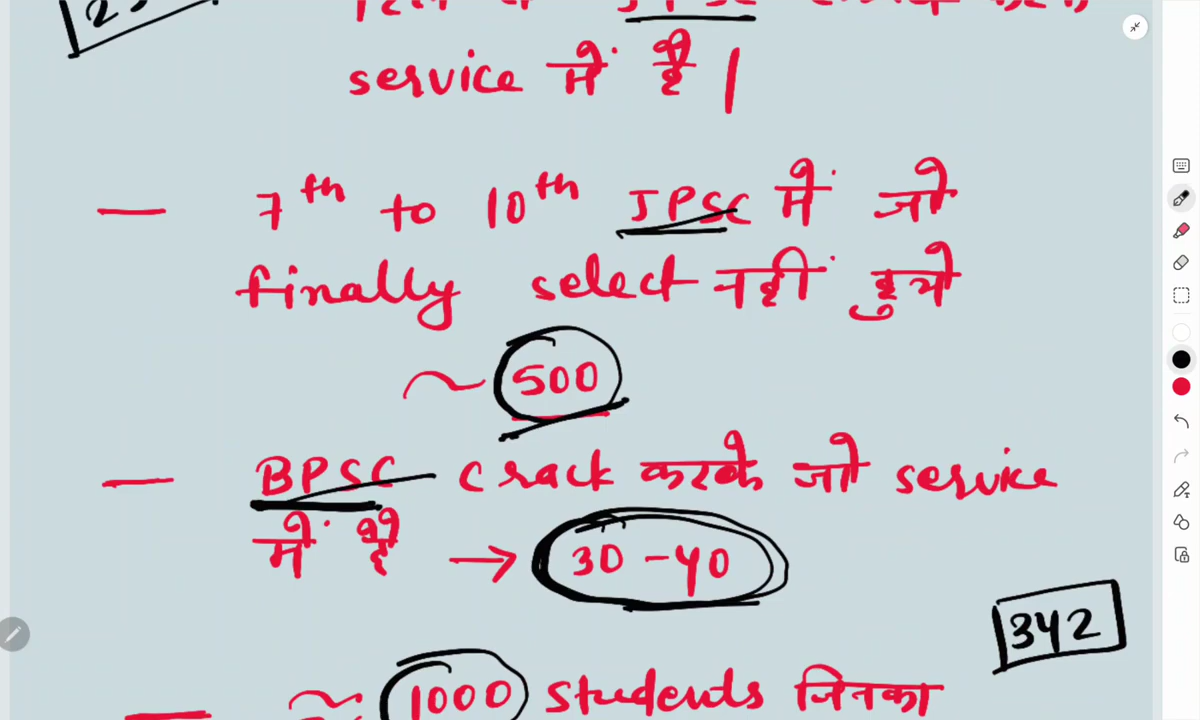 service में हैं |
— 7th to 10th JPSC में जो
finally select नहीं हुये
~ 500
— BPSC crack करके जो service
में हैं → 30-40
342
— ~ 1000 students जिनका